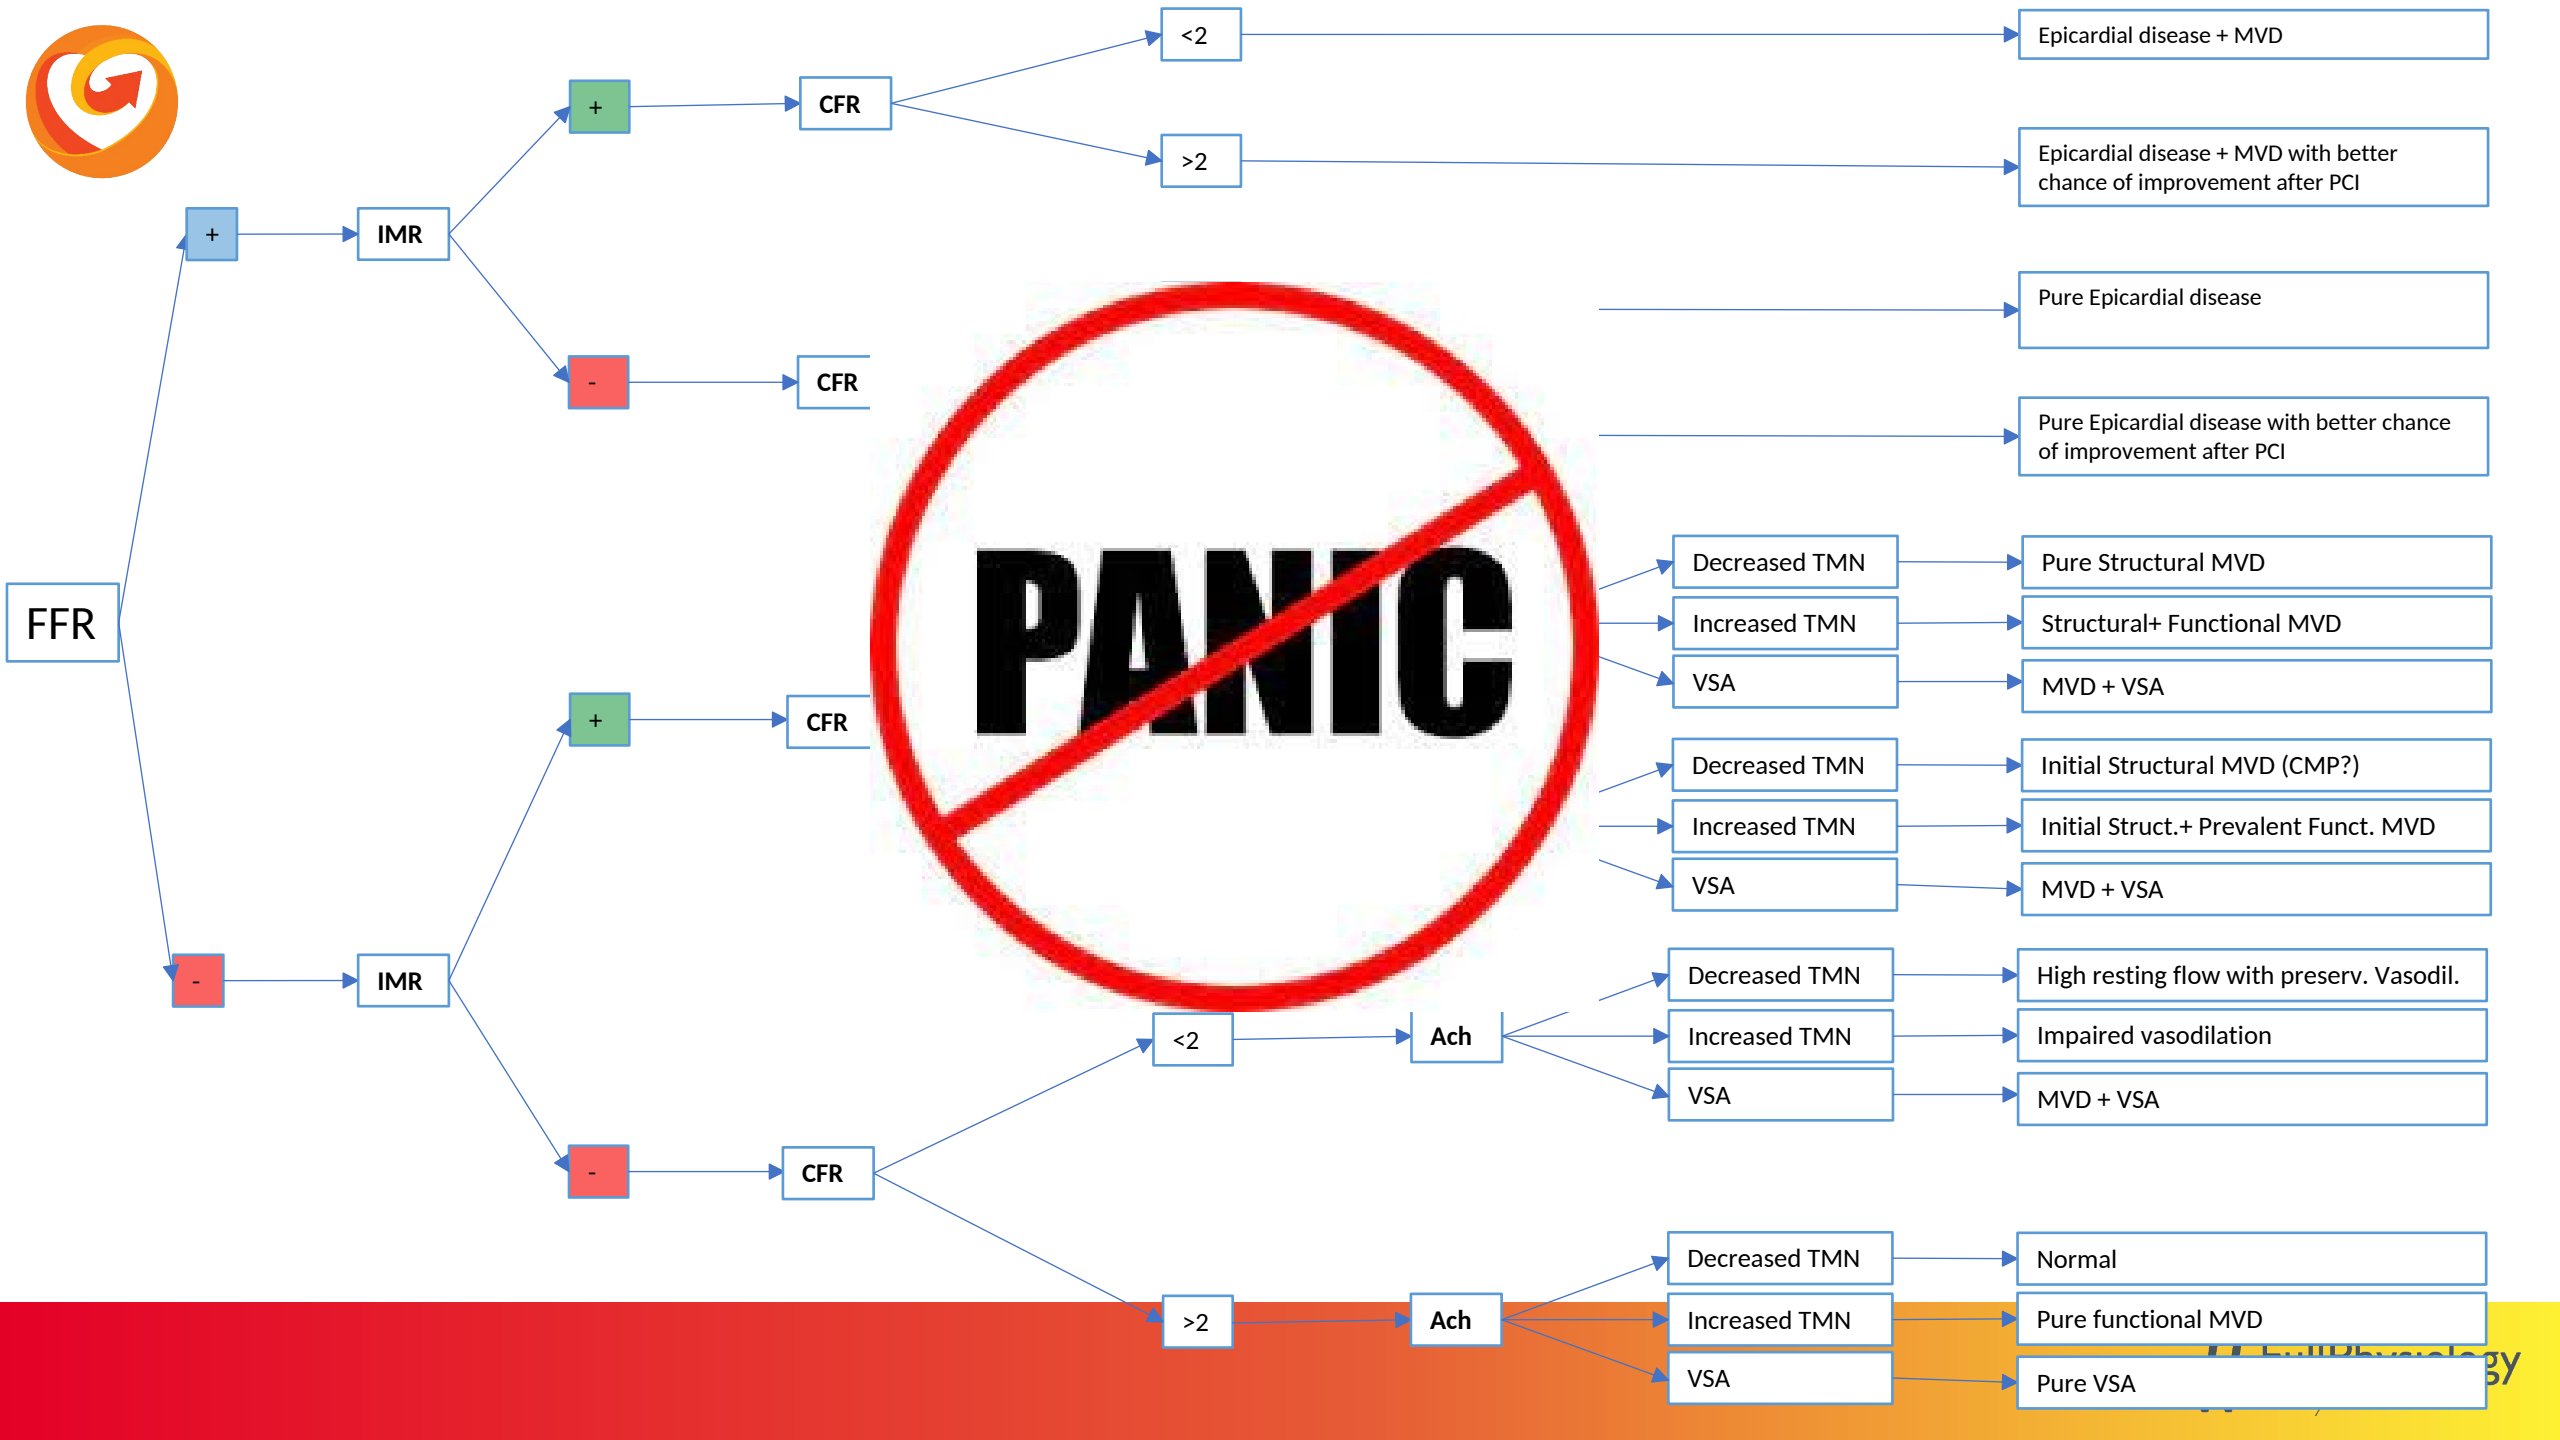 <2
Epicardial disease + MVD
+
CFR
>2
Epicardial disease + MVD with better
chance of improvement after PCI
+
IMR
Pure Epicardial disease
-
CFR
Pure Epicardial disease with better chance
of improvement after PCI
FFR
PANIC
Decreased TMN
Pure Structural MVD
Increased TMN
Structural+ Functional MVD
VSA
MVD + VSA
+
CFR
Decreased TMN
Initial Structural MVD (CMP?)
Increased TMN
Initial Struct.+ Prevalent Funct. MVD
VSA
MVD + VSA
-
IMR
Decreased TMN
High resting flow with preserv. Vasodil.
<2
Ach
Increased TMN
Impaired vasodilation
VSA
MVD + VSA
-
CFR
Decreased TMN
Normal
>2
Ach
Increased TMN
Pure functional MVD
VSA
Pure VSA